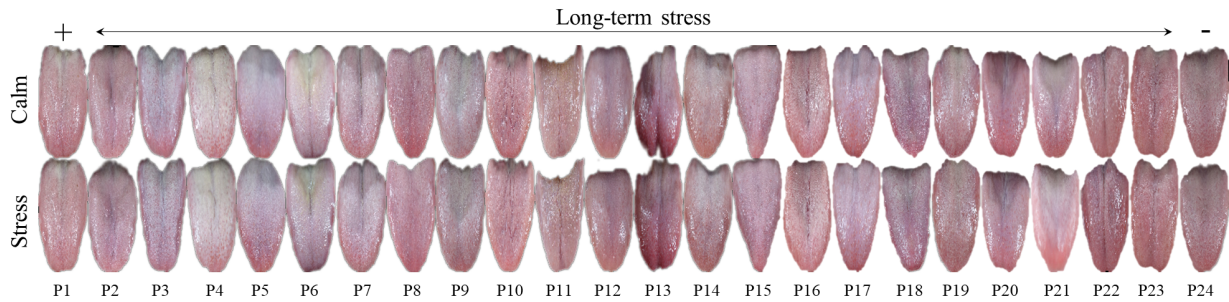 Long-term stress
+ -
Calm
Stress
P1 P2 P3 P4 P5 P6 P7 P8 P9 P10 P11 P12 P13 P14 P15 P16 P17 P18 P19 P20 P21 P22 P23 P24